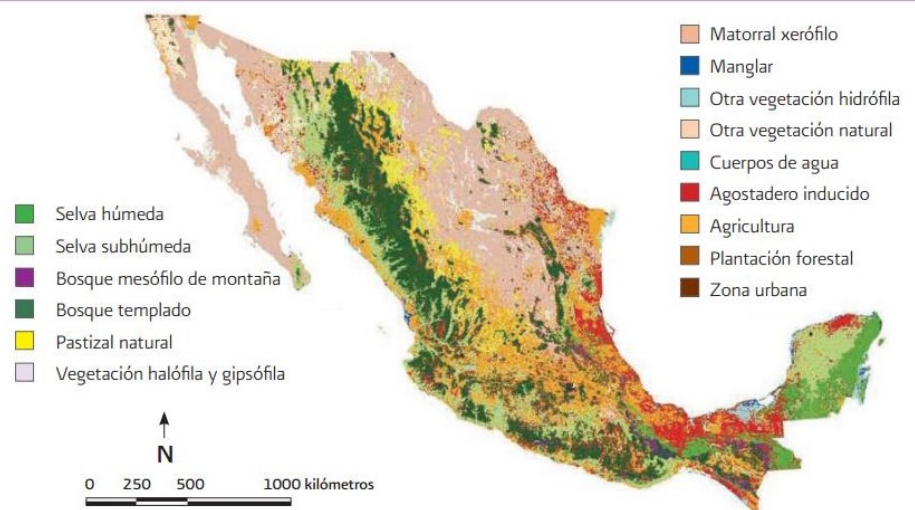 Matorral xerófilo
Manglar
Otra vegetación hidrófila
Otra vegetación natural
Cuerpos de agua
Agostadero inducido
Agricultura
Plantación forestal
Zona urbana
Selva húmeda
Selva subhúmeda
Bosque mesófilo de montaña
Bosque templado
Pastizal natural
Vegetación halófila y gipsófila
N
0 250 500 1000 kilómetros